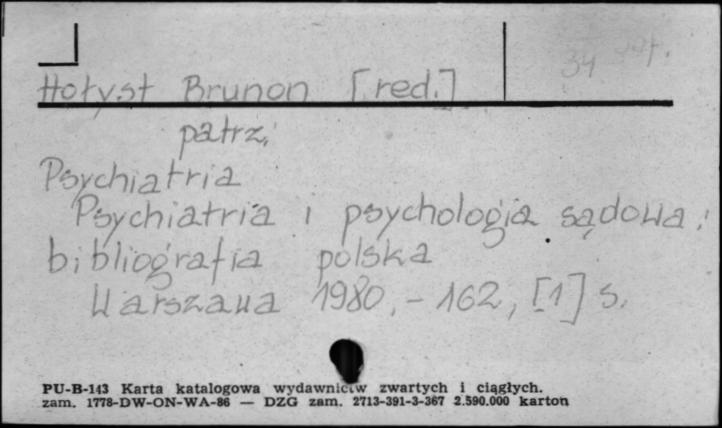 Hołyst Brunon [red.]
patrz:
Psychiatria
Psychiatria i psychologia sądowa:
bibliografia polska
Warszawa 1980. - 162, [1] s.
PU-B-143 Karta katalogowa wydawnictw zwartych i ciągłych.
zam. 1778-DW-ON-WA-86 — DZG zam. 2713-391-3-367 2.590.000 karton